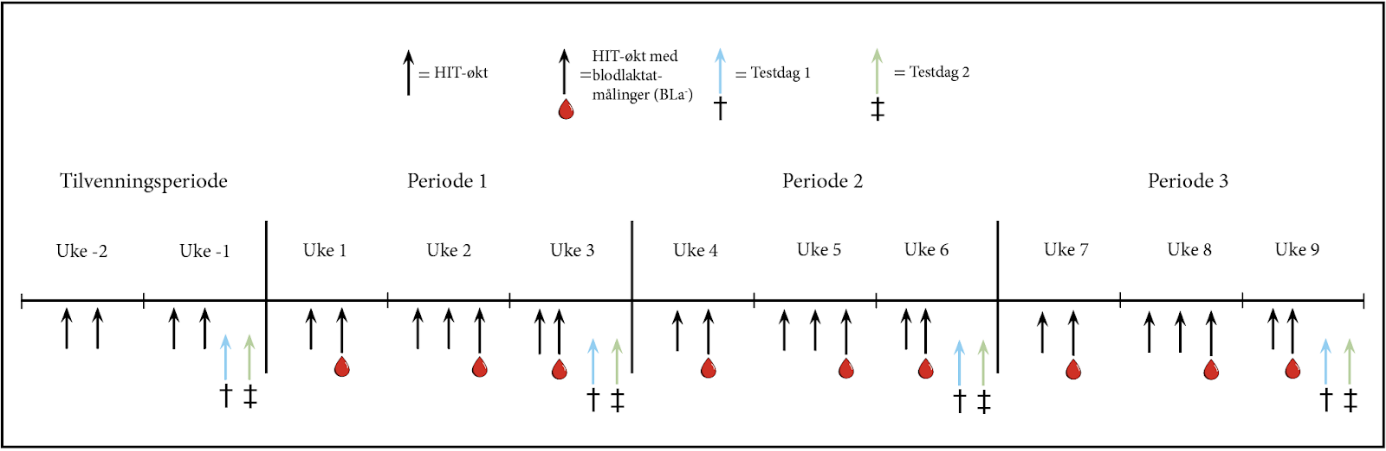 = HIT-økt
HIT-økt med
=blodlaktat-
målinger (BLa⁻)
= Testdag 1
†
= Testdag 2
‡
Tilvenningsperiode
Periode 1
Periode 2
Periode 3
Uke -2
Uke -1
Uke 1
Uke 2
Uke 3
Uke 4
Uke 5
Uke 6
Uke 7
Uke 8
Uke 9
† ‡
† ‡
† ‡
† ‡